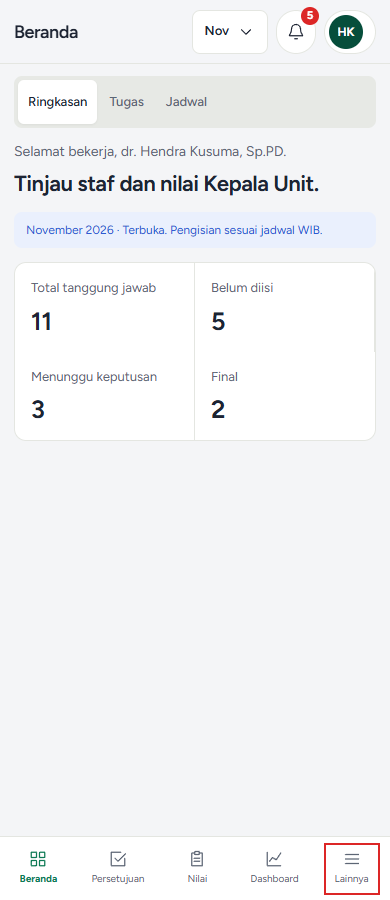 Beranda
Nov
5
HK
Ringkasan
Tugas
Jadwal
Selamat bekerja, dr. Hendra Kusuma, Sp.PD.
Tinjau staf dan nilai Kepala Unit.
November 2026 · Terbuka. Pengisian sesuai jadwal WIB.
Total tanggung jawab
11
Belum diisi
5
Menunggu keputusan
3
Final
2
Beranda
Persetujuan
Nilai
Dashboard
Lainnya